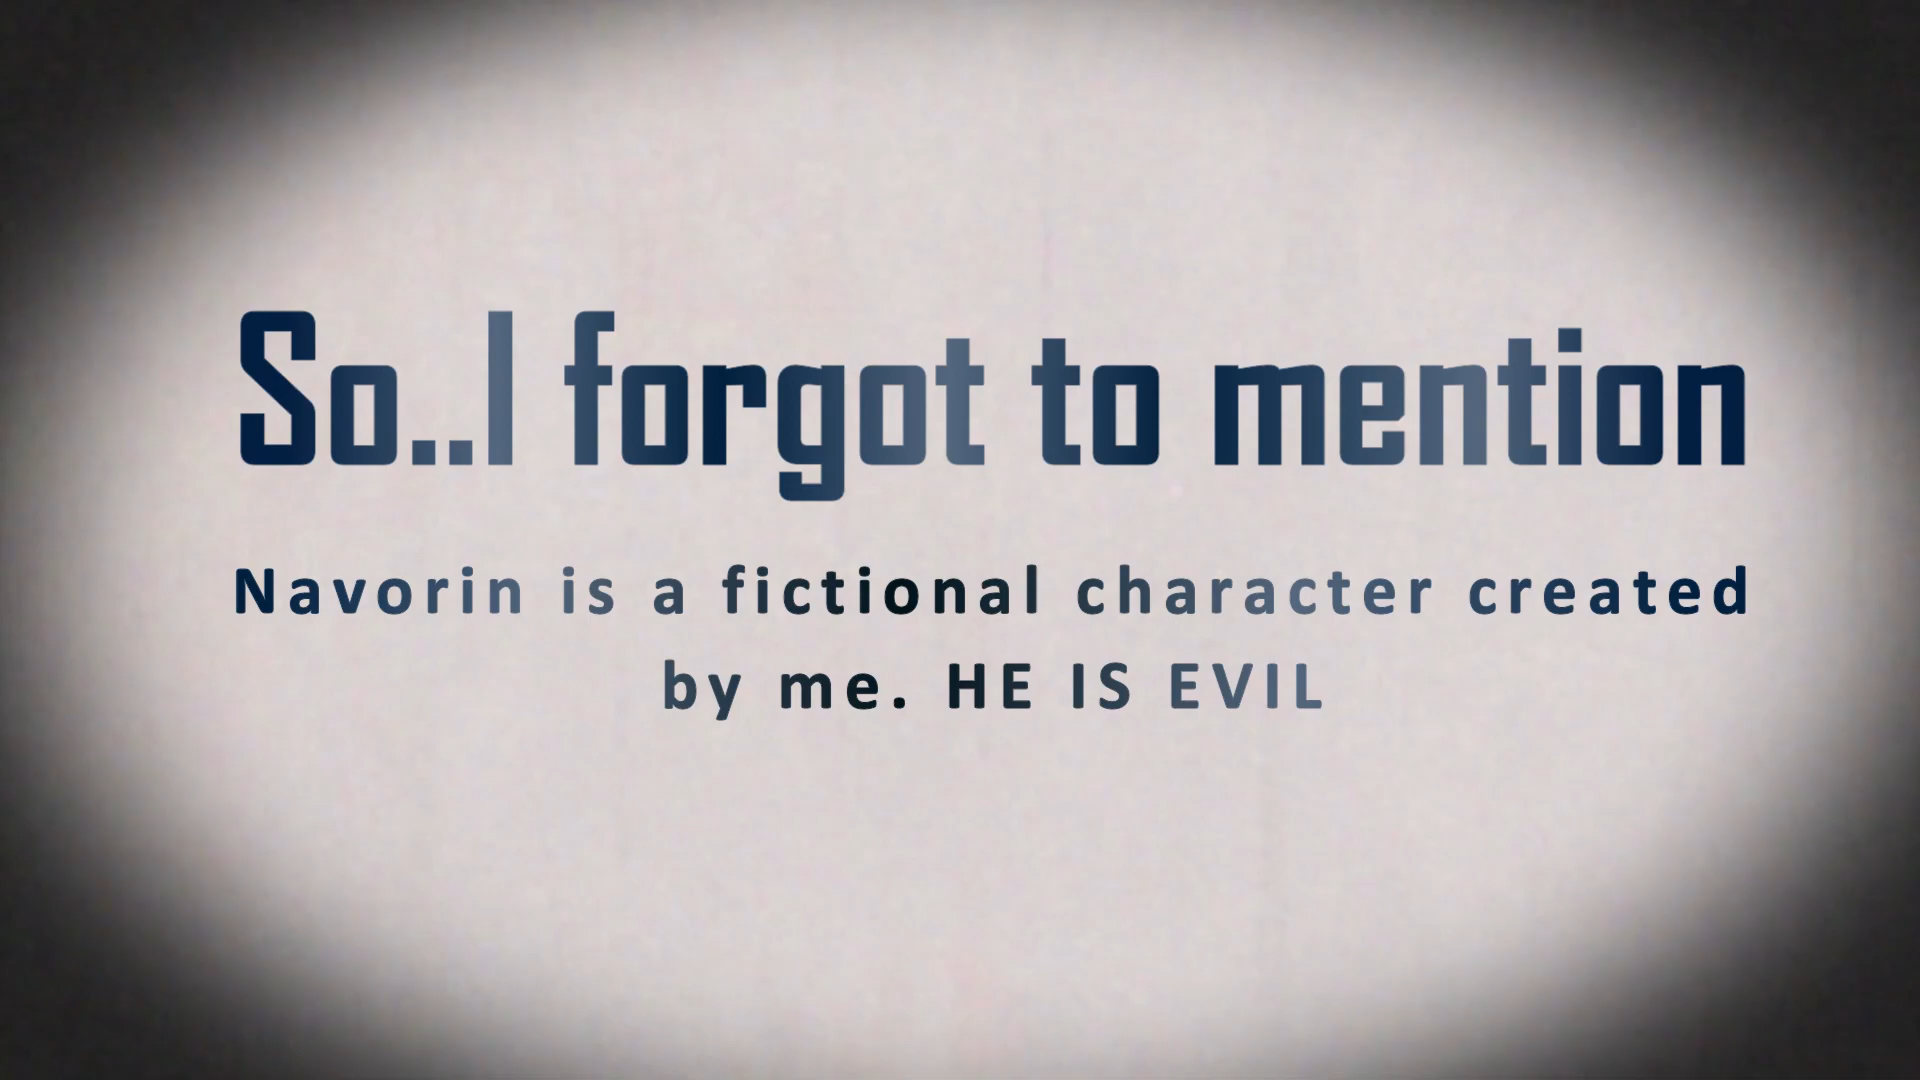 So..I forgot to mention
Navorin is a fictional character created
by me. HE IS EVIL